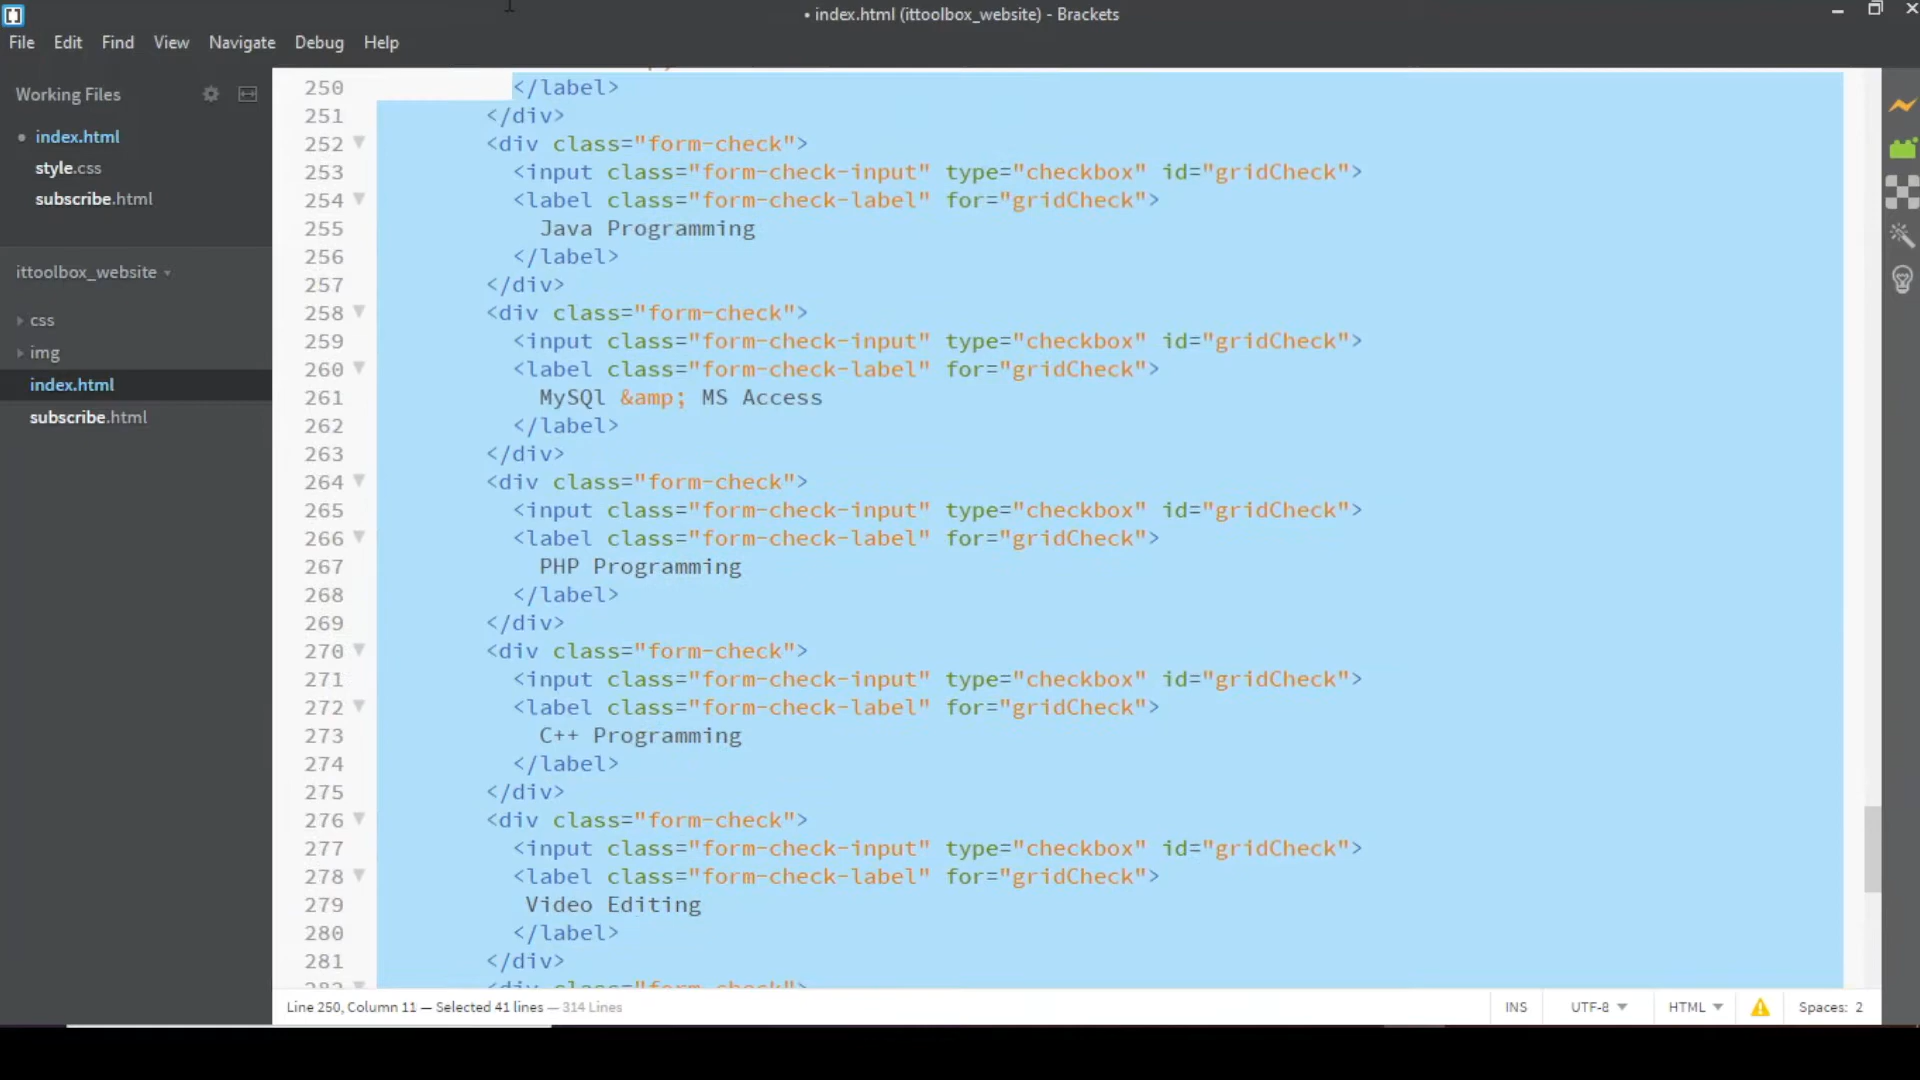 • index.html (ittoolbox_website) - Brackets
File Edit Find View Navigate Debug Help
Working Files
• index.html
style.css
subscribe.html
ittoolbox_website
css
img
index.html
subscribe.html
250 </label>
251 </div>
252 <div class="form-check">
253 <input class="form-check-input" type="checkbox" id="gridCheck">
254 <label class="form-check-label" for="gridCheck">
255 Java Programming
256 </label>
257 </div>
258 <div class="form-check">
259 <input class="form-check-input" type="checkbox" id="gridCheck">
260 <label class="form-check-label" for="gridCheck">
261 MySQl &amp; MS Access
262 </label>
263 </div>
264 <div class="form-check">
265 <input class="form-check-input" type="checkbox" id="gridCheck">
266 <label class="form-check-label" for="gridCheck">
267 PHP Programming
268 </label>
269 </div>
270 <div class="form-check">
271 <input class="form-check-input" type="checkbox" id="gridCheck">
272 <label class="form-check-label" for="gridCheck">
273 C++ Programming
274 </label>
275 </div>
276 <div class="form-check">
277 <input class="form-check-input" type="checkbox" id="gridCheck">
278 <label class="form-check-label" for="gridCheck">
279 Video Editing
280 </label>
281 </div>
282 <div class="form-check">
Line 250, Column 11 — Selected 41 lines — 314 Lines INS UTF-8 HTML Spaces: 2